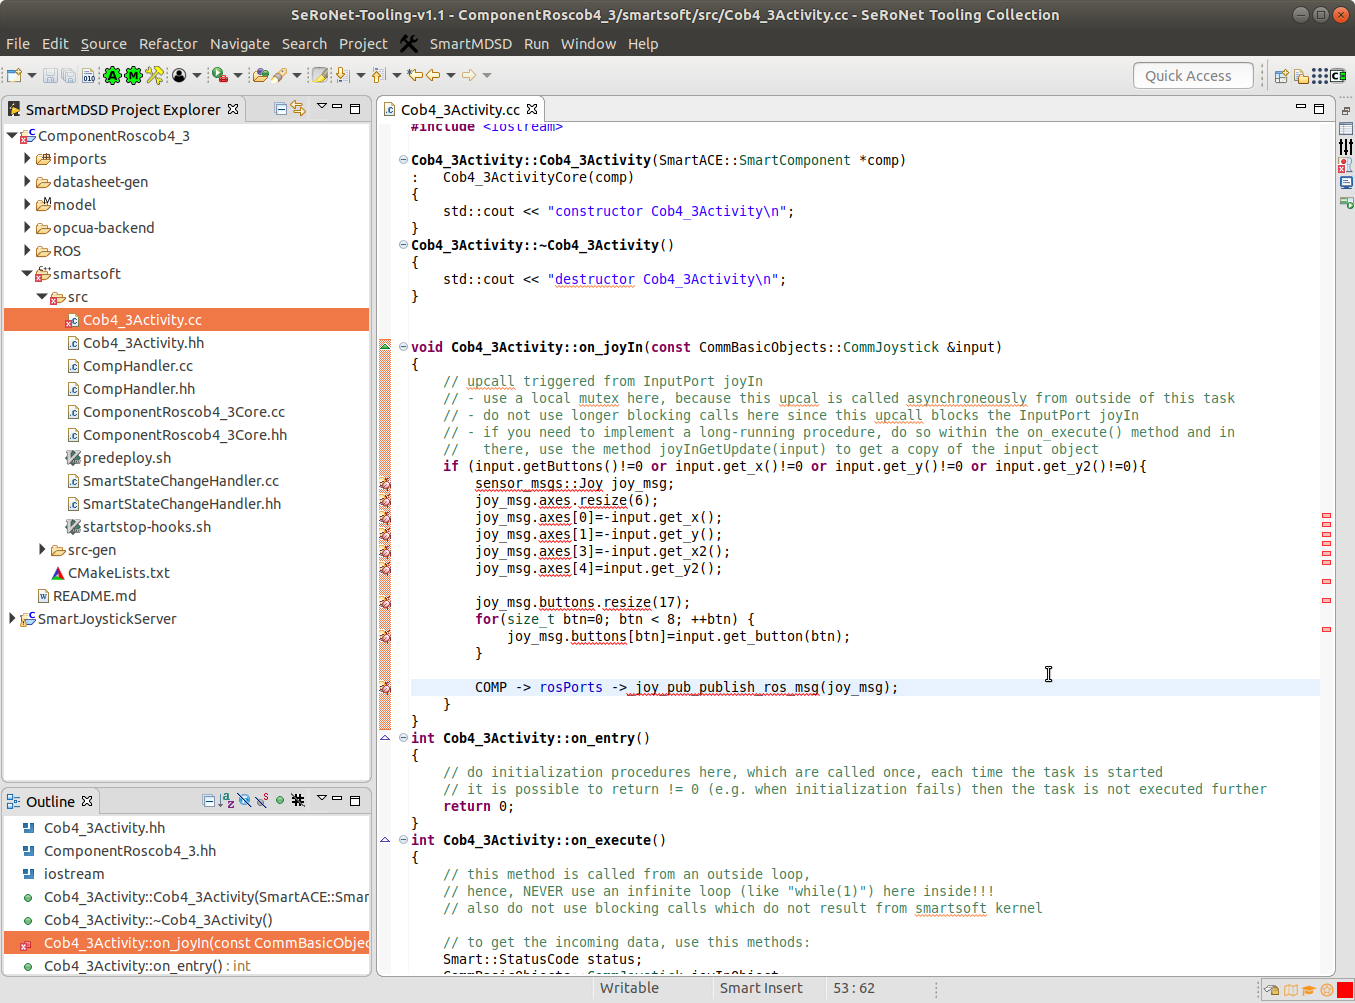 SeRoNet-Tooling-v1.1 - ComponentRoscob4_3/smartsoft/src/Cob4_3Activity.cc - SeRoNet Tooling Collection
File Edit Source Refactor Navigate Search Project SmartMDSD Run Window Help
Quick Access
SmartMDSD Project Explorer
ComponentRoscob4_3
imports
datasheet-gen
model
opcua-backend
ROS
smartsoft
src
Cob4_3Activity.cc
Cob4_3Activity.hh
CompHandler.cc
CompHandler.hh
ComponentRoscob4_3Core.cc
ComponentRoscob4_3Core.hh
predeploy.sh
SmartStateChangeHandler.cc
SmartStateChangeHandler.hh
startstop-hooks.sh
src-gen
CMakeLists.txt
README.md
SmartJoystickServer
Outline
Cob4_3Activity.hh
ComponentRoscob4_3.hh
iostream
Cob4_3Activity::Cob4_3Activity(SmartACE::Smar
Cob4_3Activity::~Cob4_3Activity()
Cob4_3Activity::on_joyIn(const CommBasicObje
Cob4_3Activity::on_entry() : int
Cob4_3Activity.cc
#include <iostream>
Cob4_3Activity::Cob4_3Activity(SmartACE::SmartComponent *comp)
:   Cob4_3ActivityCore(comp)
{
    std::cout << "constructor Cob4_3Activity\n";
}
Cob4_3Activity::~Cob4_3Activity()
{
    std::cout << "destructor Cob4_3Activity\n";
}
void Cob4_3Activity::on_joyIn(const CommBasicObjects::CommJoystick &input)
{
    // upcall triggered from InputPort joyIn
    // - use a local mutex here, because this upcal is called asynchroneously from outside of this task
    // - do not use longer blocking calls here since this upcall blocks the InputPort joyIn
    // - if you need to implement a long-running procedure, do so within the on_execute() method and in
    //   there, use the method joyInGetUpdate(input) to get a copy of the input object
    if (input.getButtons()!=0 or input.get_x()!=0 or input.get_y()!=0 or input.get_y2()!=0){
        sensor_msgs::Joy joy_msg;
        joy_msg.axes.resize(6);
        joy_msg.axes[0]=-input.get_x();
        joy_msg.axes[1]=-input.get_y();
        joy_msg.axes[3]=-input.get_x2();
        joy_msg.axes[4]=input.get_y2();
        joy_msg.buttons.resize(17);
        for(size_t btn=0; btn < 8; ++btn) {
            joy_msg.buttons[btn]=input.get_button(btn);
        }
        COMP -> rosPorts -> joy_pub_publish_ros_msg(joy_msg);
    }
}
int Cob4_3Activity::on_entry()
{
    // do initialization procedures here, which are called once, each time the task is started
    // it is possible to return != 0 (e.g. when initialization fails) then the task is not executed further
    return 0;
}
int Cob4_3Activity::on_execute()
{
    // this method is called from an outside loop,
    // hence, NEVER use an infinite loop (like "while(1)") here inside!!!
    // also do not use blocking calls which do not result from smartsoft kernel
    // to get the incoming data, use this methods:
    Smart::StatusCode status;
    CommBasicObjects::CommJoystick joyInObject;
Writable Smart Insert 53 : 62